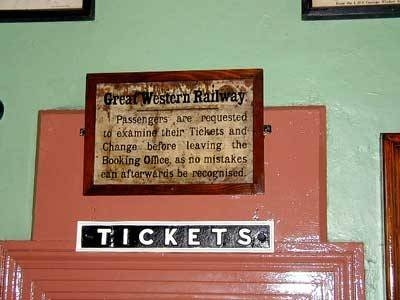 Great Western Railway.
Passengers are requested
to examine their Tickets and
Change before leaving the
Booking Office, as no mistakes
can afterwards be recognised.
TICKETS